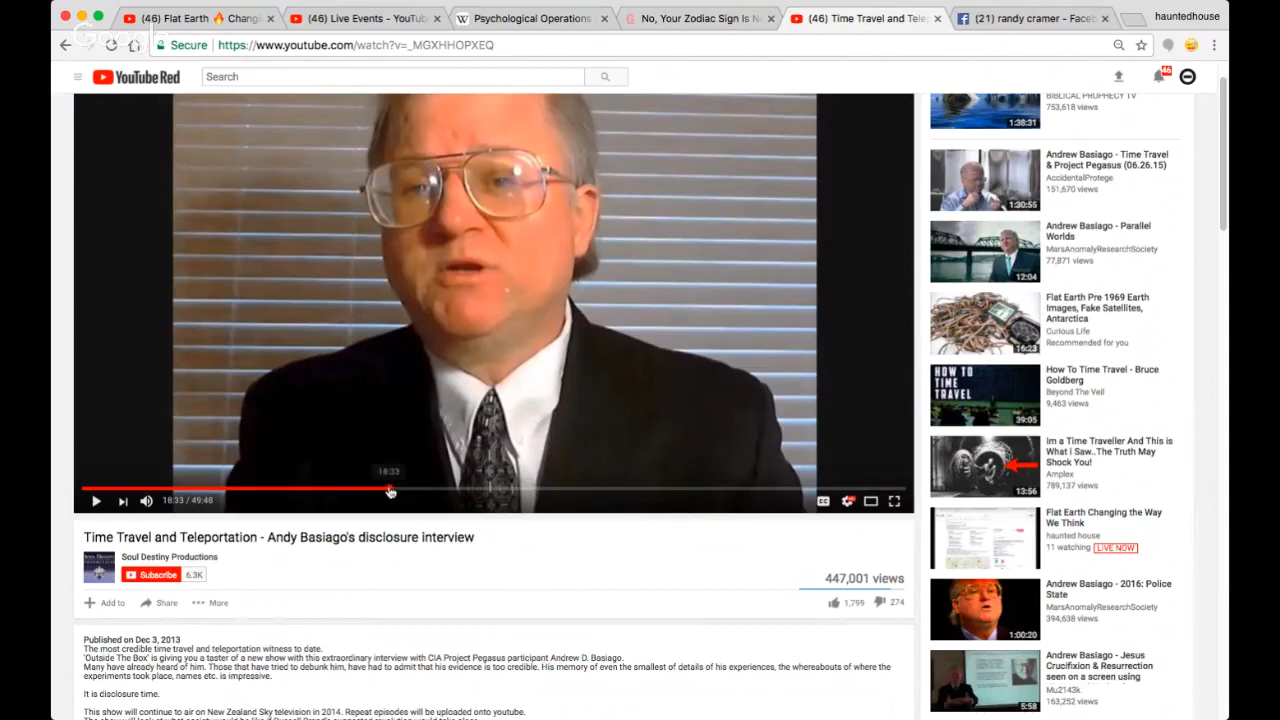 (46) Flat Earth 🔥 Chang
(46) Live Events - YouTub
Psychological Operations
No, Your Zodiac Sign Is N
(46) Time Travel and Tele
(21) randy cramer - Face
hauntedhouse
Secure
https://www.youtube.com/watch?v=_MGXHHOPXEQ
YouTube Red
Search
46
18:33
18:33 / 49:48
CC
Time Travel and Teleportation - Andy Basiago's disclosure interview
Soul Destiny Productions
Subscribe 6.3K
447,001 views
Add to Share More
1,799 274
Published on Dec 3, 2013
The most credible time travel and teleportation witness to date.
'Outside The Box' is giving you a taster of a new show with this extraordinary interview with CIA Project Pegasus participant Andrew D. Basiago.
Many have already heard of him. Those that have tried to debunk him, have had to admit that his evidence is too credible. His memory of even the smallest of details of his experiences, the whereabouts of where the
experiments took place, names etc. is impressive.
It is disclosure time.
This show will continue to air on New Zealand Sky Television in 2014. Repeat episodes will be uploaded onto youtube.
BIBLICAL PROPHECY TV
753,618 views
1:38:31
Andrew Basiago - Time Travel
& Project Pegasus (06.26.15)
AccidentalProtege
151,670 views
1:30:55
Andrew Basiago - Parallel
Worlds
MarsAnomalyResearchSociety
77,871 views
12:04
Flat Earth Pre 1969 Earth
Images, Fake Satellites,
Antarctica
Curious Life
Recommended for you
16:23
HOW TO
TIME
TRAVEL
How To Time Travel - Bruce
Goldberg
Beyond The Veil
9,463 views
39:05
Im a Time Traveller And This is
What I Saw..The Truth May
Shock You!
Amplex
789,137 views
13:56
Flat Earth Changing the Way
We Think
haunted house
11 watching LIVE NOW
Andrew Basiago - 2016: Police
State
MarsAnomalyResearchSociety
394,638 views
1:00:20
Andrew Basiago - Jesus
Crucifixion & Resurrection
seen on a screen using
Mu2143k
163,252 views
5:58